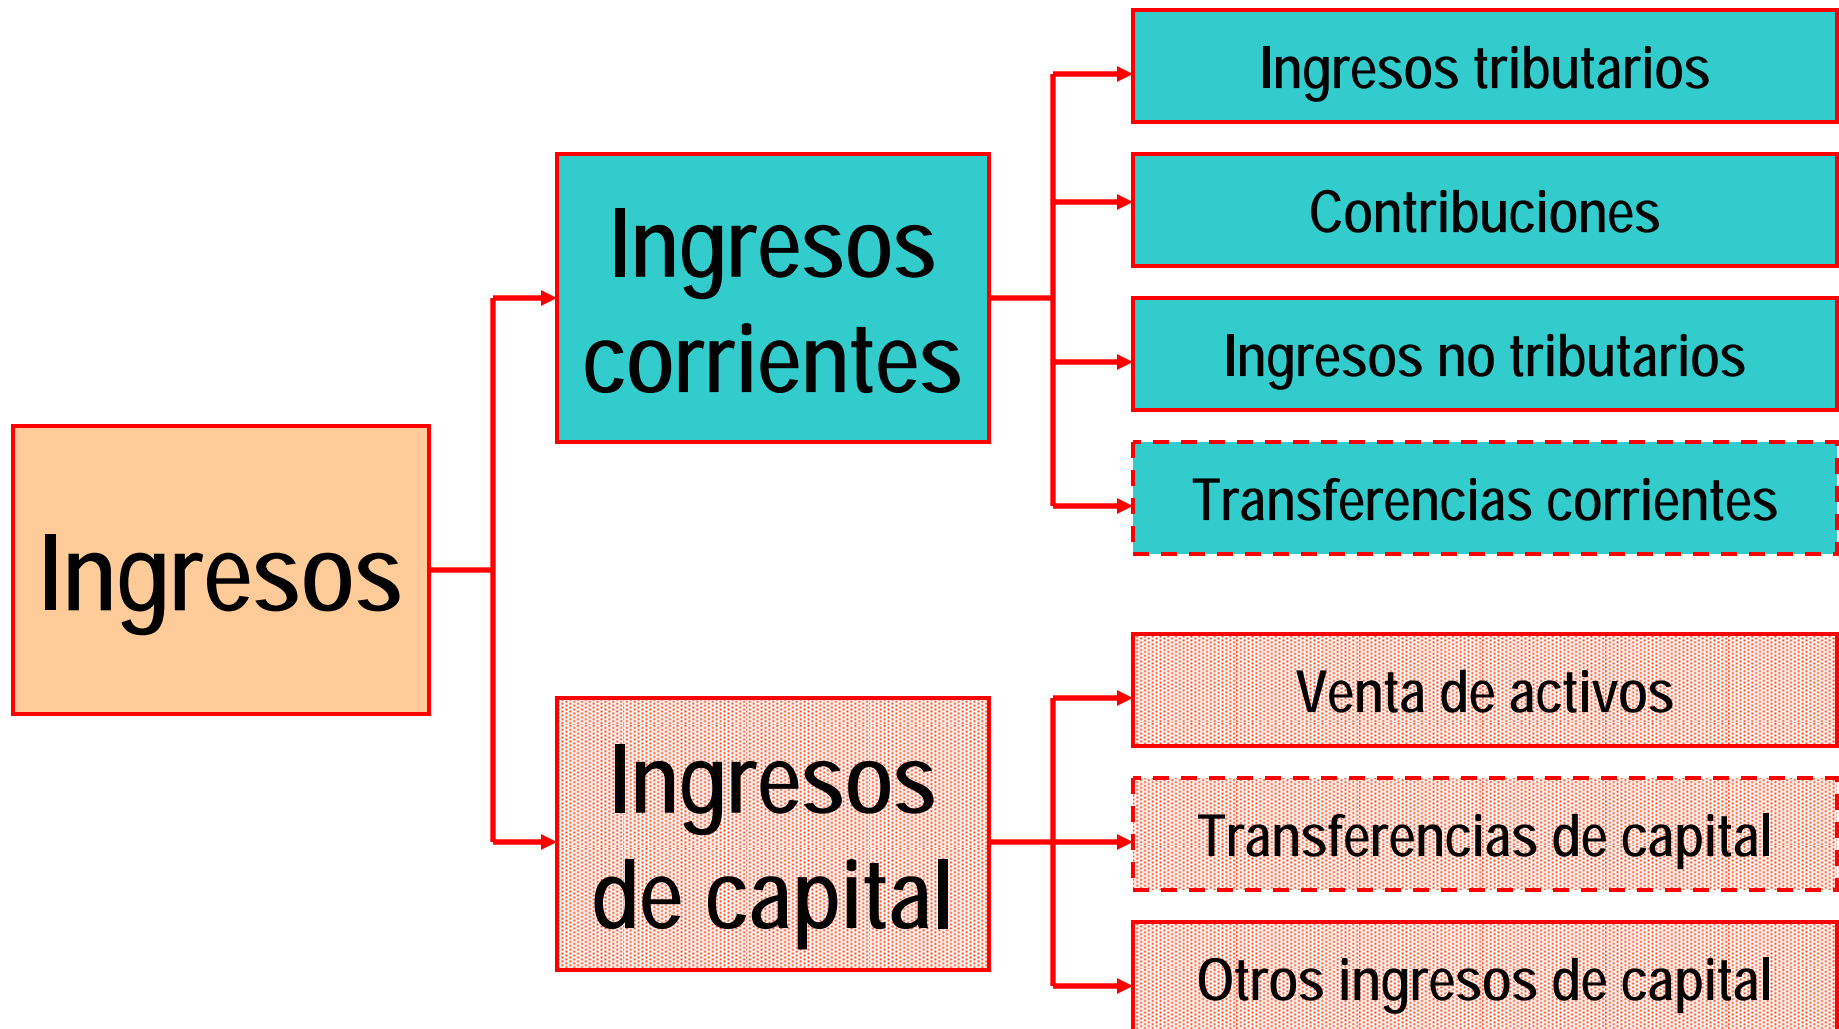 Ingresos
Ingresos
corrientes
Ingresos tributarios
Contribuciones
Ingresos no tributarios
Transferencias corrientes
Ingresos
de capital
Venta de activos
Transferencias de capital
Otros ingresos de capital